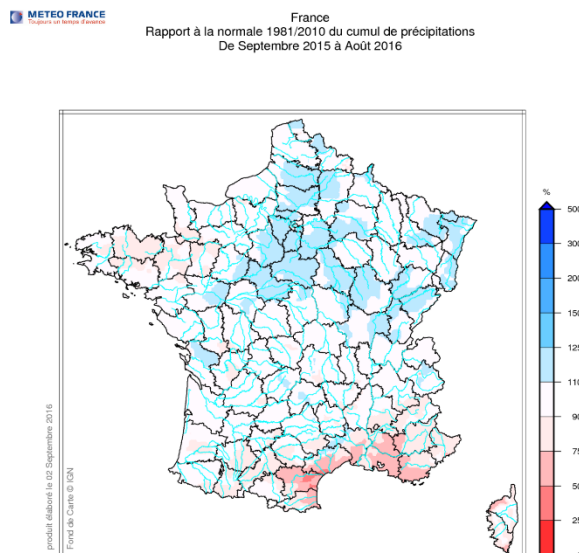 METEO FRANCE
Toujours un temps d'avance
France
Rapport à la normale 1981/2010 du cumul de précipitations
De Septembre 2015 à Août 2016
%
500
300
200
150
125
110
90
75
50
25
produit élaboré le 02 Septembre 2016
Fond de Carte © IGN